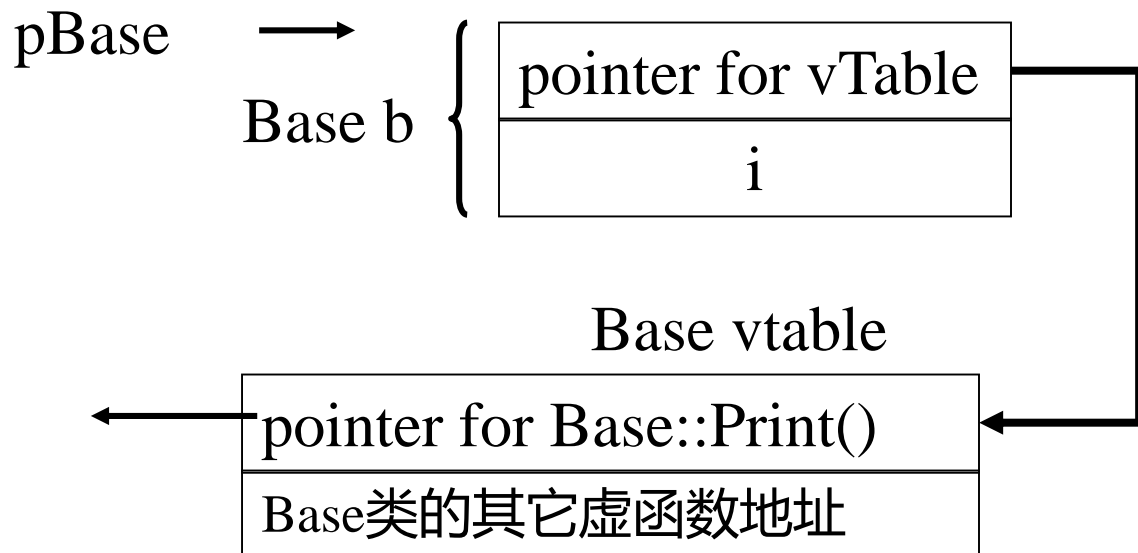 pBase
Base b
pointer for vTable
i
Base vtable
pointer for Base::Print()
Base类的其它虚函数地址